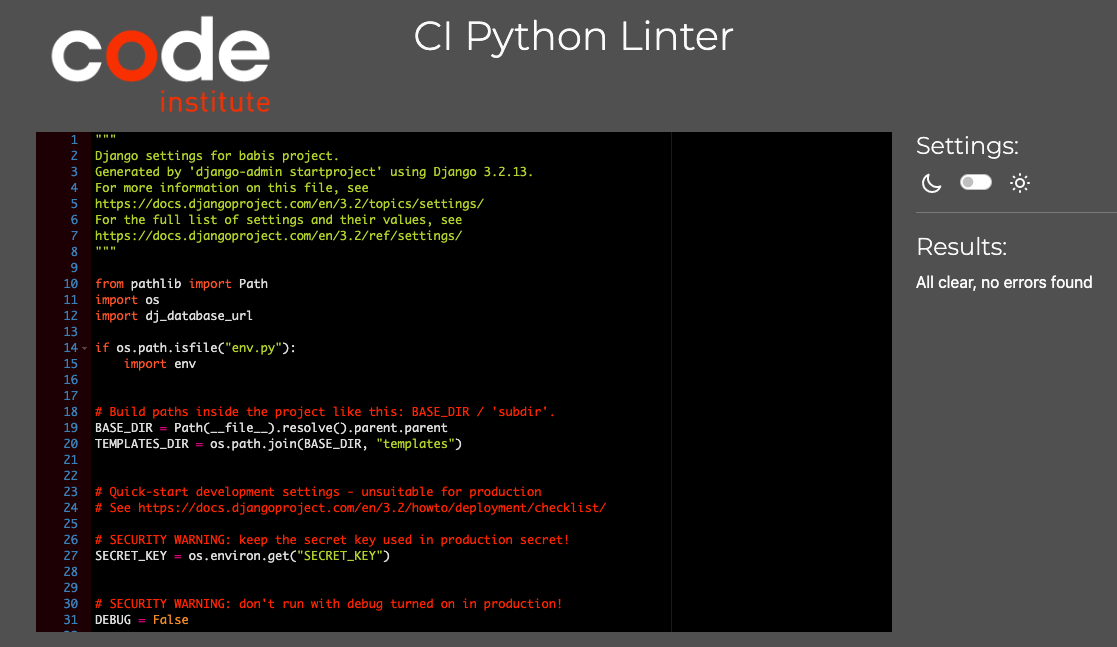 code
institute
CI Python Linter
1 """
2 Django settings for babis project.
3 Generated by 'django-admin startproject' using Django 3.2.13.
4 For more information on this file, see
5 https://docs.djangoproject.com/en/3.2/topics/settings/
6 For the full list of settings and their values, see
7 https://docs.djangoproject.com/en/3.2/ref/settings/
8 """
9
10 from pathlib import Path
11 import os
12 import dj_database_url
13
14 if os.path.isfile("env.py"):
15     import env
16
17
18 # Build paths inside the project like this: BASE_DIR / 'subdir'.
19 BASE_DIR = Path(__file__).resolve().parent.parent
20 TEMPLATES_DIR = os.path.join(BASE_DIR, "templates")
21
22
23 # Quick-start development settings - unsuitable for production
24 # See https://docs.djangoproject.com/en/3.2/howto/deployment/checklist/
25
26 # SECURITY WARNING: keep the secret key used in production secret!
27 SECRET_KEY = os.environ.get("SECRET_KEY")
28
29
30 # SECURITY WARNING: don't run with debug turned on in production!
31 DEBUG = False
Settings:
Results:
All clear, no errors found